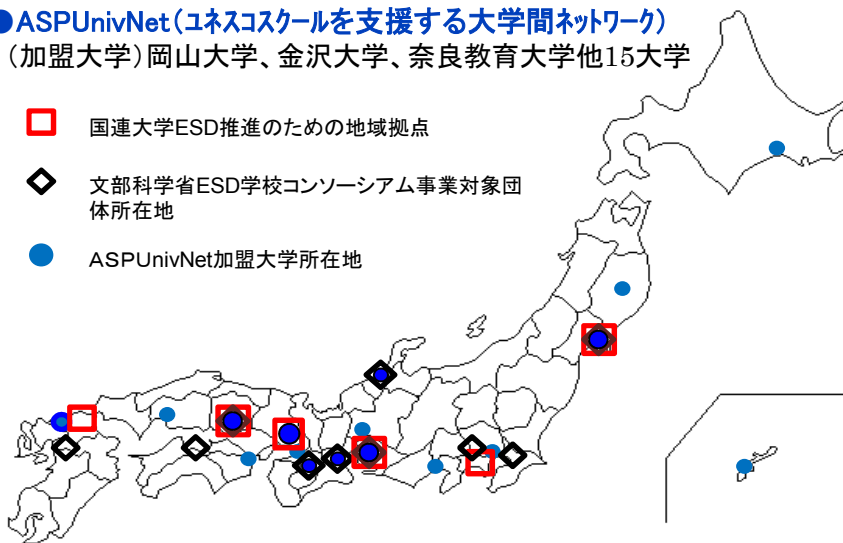 ●ASPUnivNet(ユネスコスクールを支援する大学間ネットワーク)
(加盟大学)岡山大学、金沢大学、奈良教育大学他15大学
国連大学ESD推進のための地域拠点
文部科学省ESD学校コンソーシアム事業対象団
体所在地
ASPUnivNet加盟大学所在地